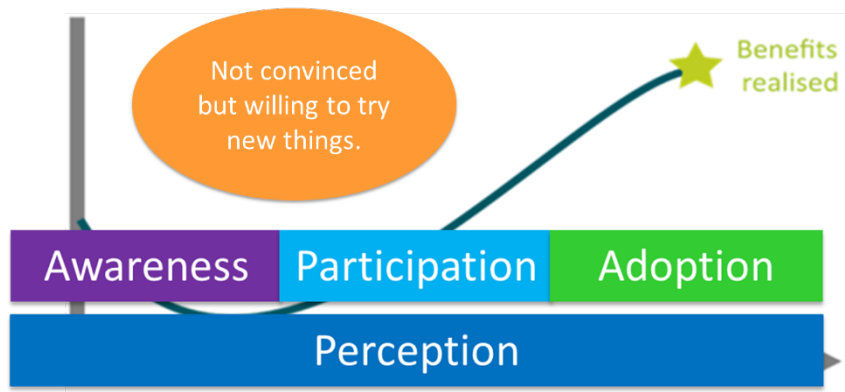 Not convinced
but willing to try
new things.
Benefits
realised
Awareness
Participation
Adoption
Perception